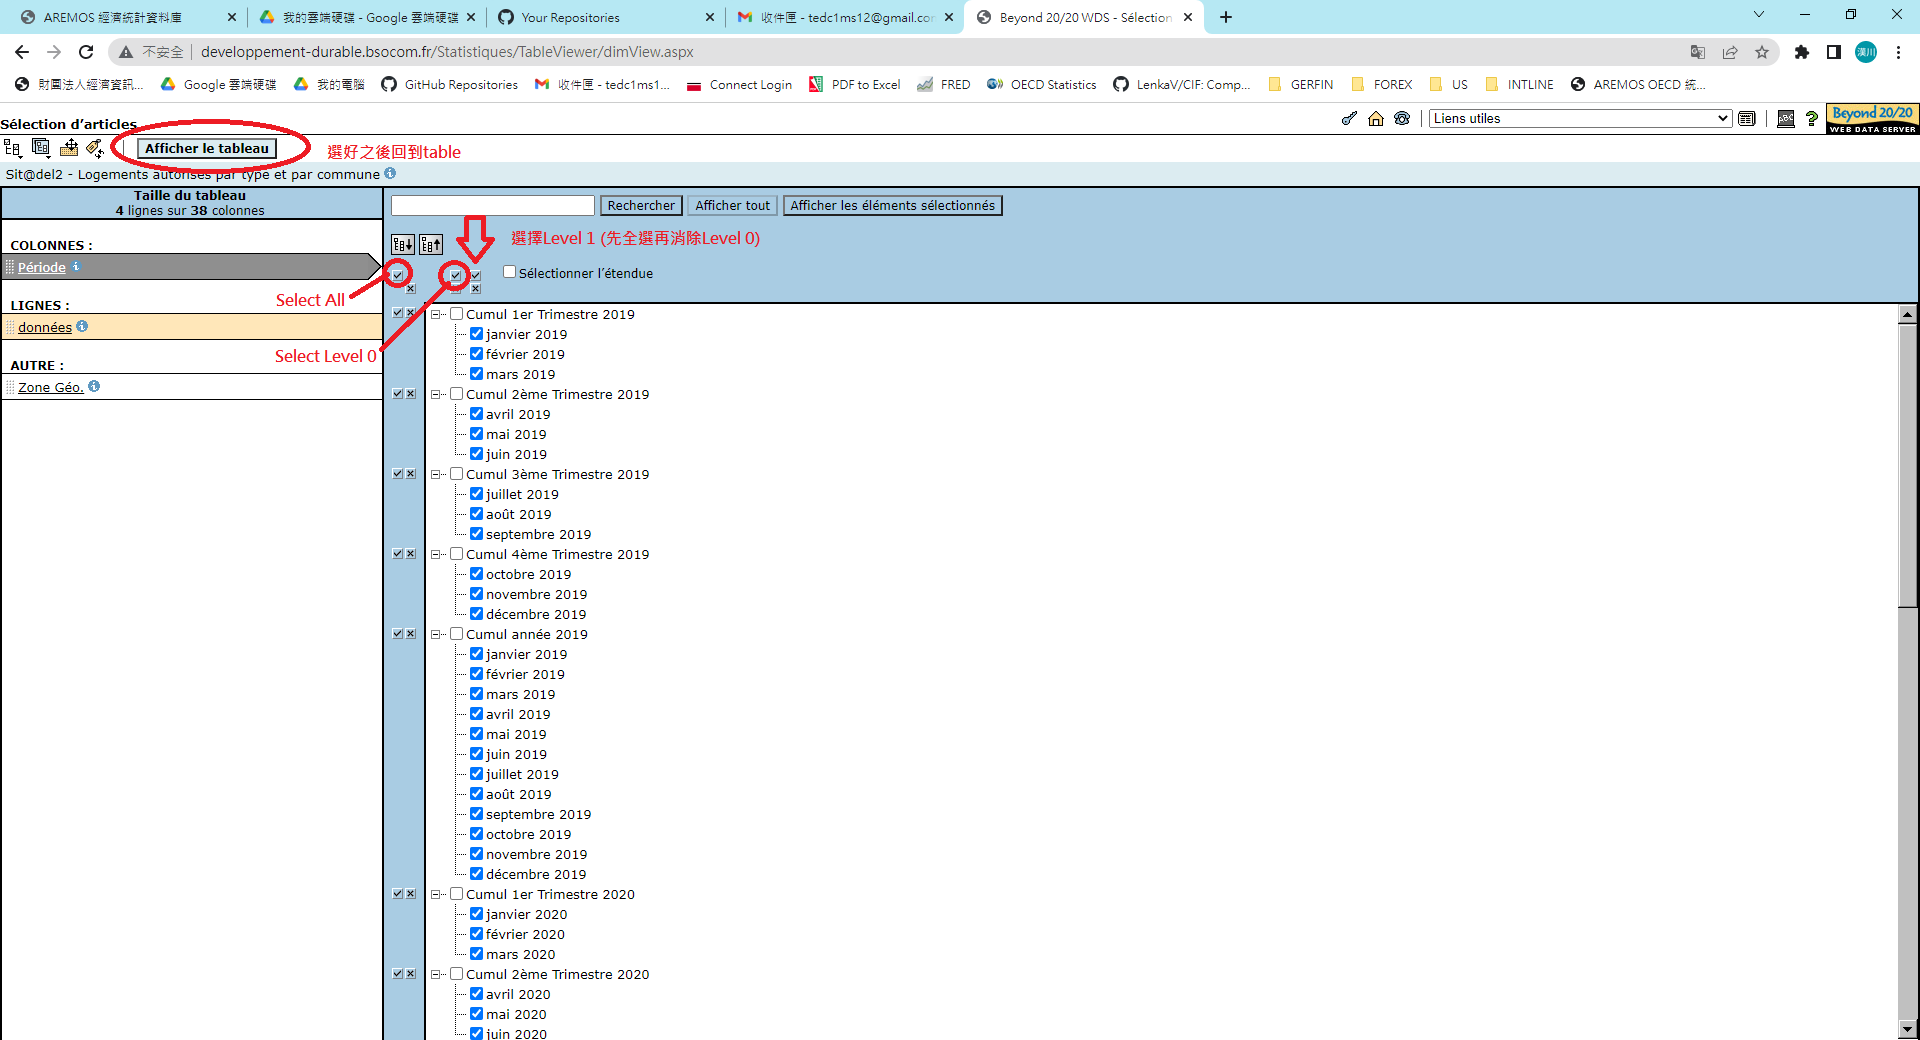 AREMOS 經濟統計資料庫
我的雲端硬碟 - Google 雲端硬碟
Your Repositories
收件匣 - tedc1ms12@gmail.co
Beyond 20/20 WDS - Sélection
不安全
developpement-durable.bsocom.fr/Statistiques/TableViewer/dimView.aspx
漢川
財團法人經濟資訊...
Google 雲端硬碟
我的電腦
GitHub Repositories
收件匣 - tedc1ms1...
Connect Login
PDF to Excel
FRED
OECD Statistics
LenkaV/CIF: Comp...
GERFIN
FOREX
US
INTLINE
AREMOS OECD 統...
Sélection d'articles
Liens utiles
Beyond 20/20
WEB DATA SERVER
Afficher le tableau
選好之後回到table
Sit@del2 - Logements autorisés par type et par commune
Taille du tableau
4 lignes sur 38 colonnes
Rechercher
Afficher tout
Afficher les éléments sélectionnés
選擇Level 1 (先全選再消除Level 0)
COLONNES :
Période
Sélectionner l'étendue
Select All
LIGNES :
données
Select Level 0
AUTRE :
Zone Géo.
Cumul 1er Trimestre 2019
janvier 2019
février 2019
mars 2019
Cumul 2ème Trimestre 2019
avril 2019
mai 2019
juin 2019
Cumul 3ème Trimestre 2019
juillet 2019
août 2019
septembre 2019
Cumul 4ème Trimestre 2019
octobre 2019
novembre 2019
décembre 2019
Cumul année 2019
janvier 2019
février 2019
mars 2019
avril 2019
mai 2019
juin 2019
juillet 2019
août 2019
septembre 2019
octobre 2019
novembre 2019
décembre 2019
Cumul 1er Trimestre 2020
janvier 2020
février 2020
mars 2020
Cumul 2ème Trimestre 2020
avril 2020
mai 2020
juin 2020